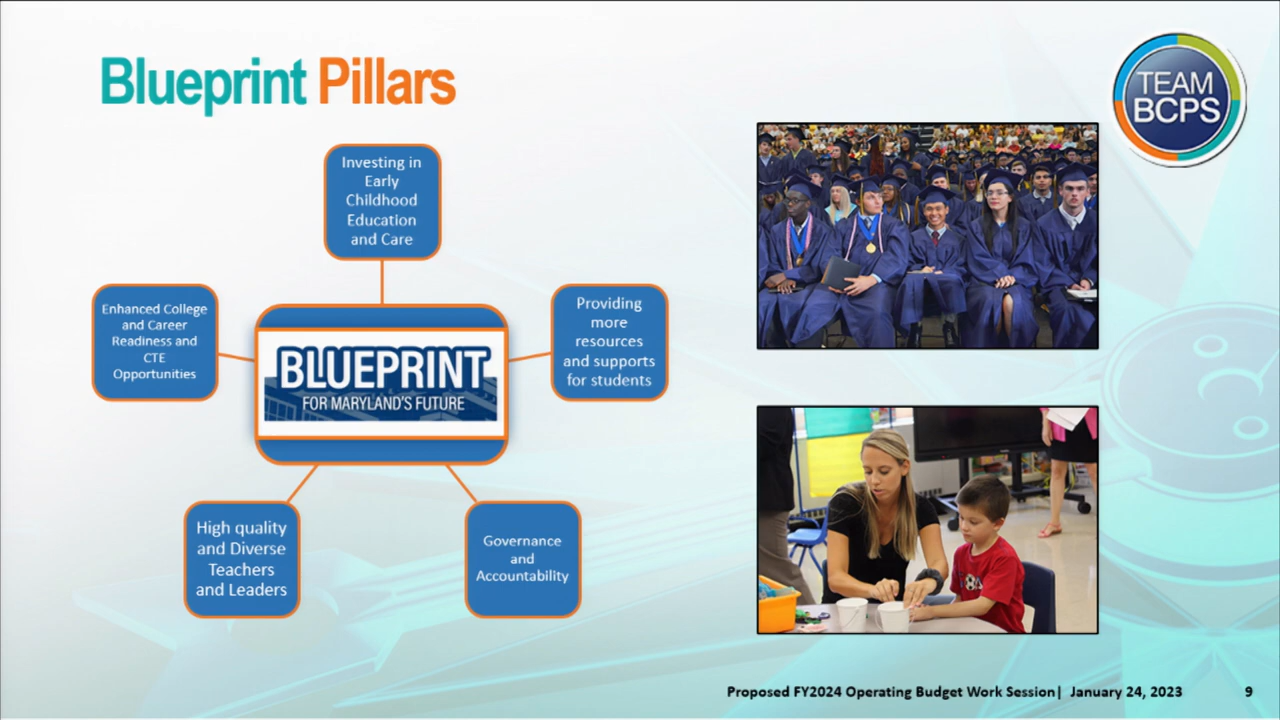 Blueprint Pillars
TEAM
BCPS
Investing in
Early
Childhood
Education
and Care
Enhanced College
and Career
Readiness and
CTE
Opportunities
Providing
more
resources
and supports
for students
BLUEPRINT
FOR MARYLAND'S FUTURE
High quality
and Diverse
Teachers
and Leaders
Governance
and
Accountability
Proposed FY2024 Operating Budget Work Session| January 24, 2023
9